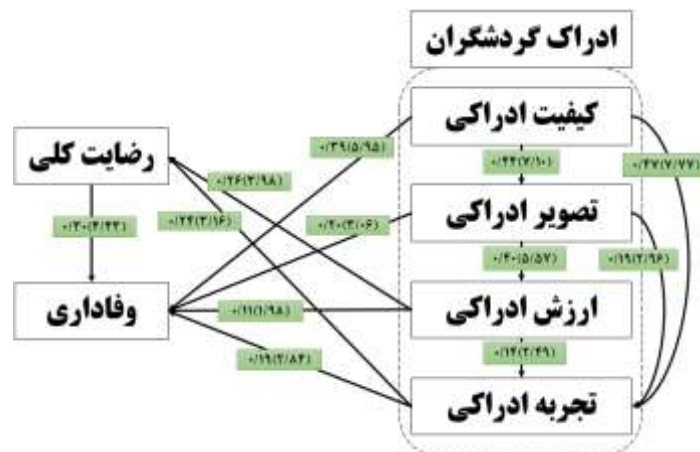 ادراک گردشگران
کیفیت ادراکی
۰/۳۹(۵/۹۵)
رضایت کلی
۰/۲۶(۳/۹۸)
۰/۴۴(۷/۱۰)
۰/۴۷(۷/۷۷)
تصویر ادراکی
۰/۲۴(۳/۱۶)
۰/۳۰(۴/۴۴)
۰/۲۰(۳/۰۶)
۰/۴۰(۵/۵۷)
۰/۱۹(۲/۹۶)
وفاداری
ارزش ادراکی
۰/۱۱(۱/۹۸)
۰/۱۴(۲/۴۹)
۰/۱۹(۲/۸۴)
تجربه ادراکی